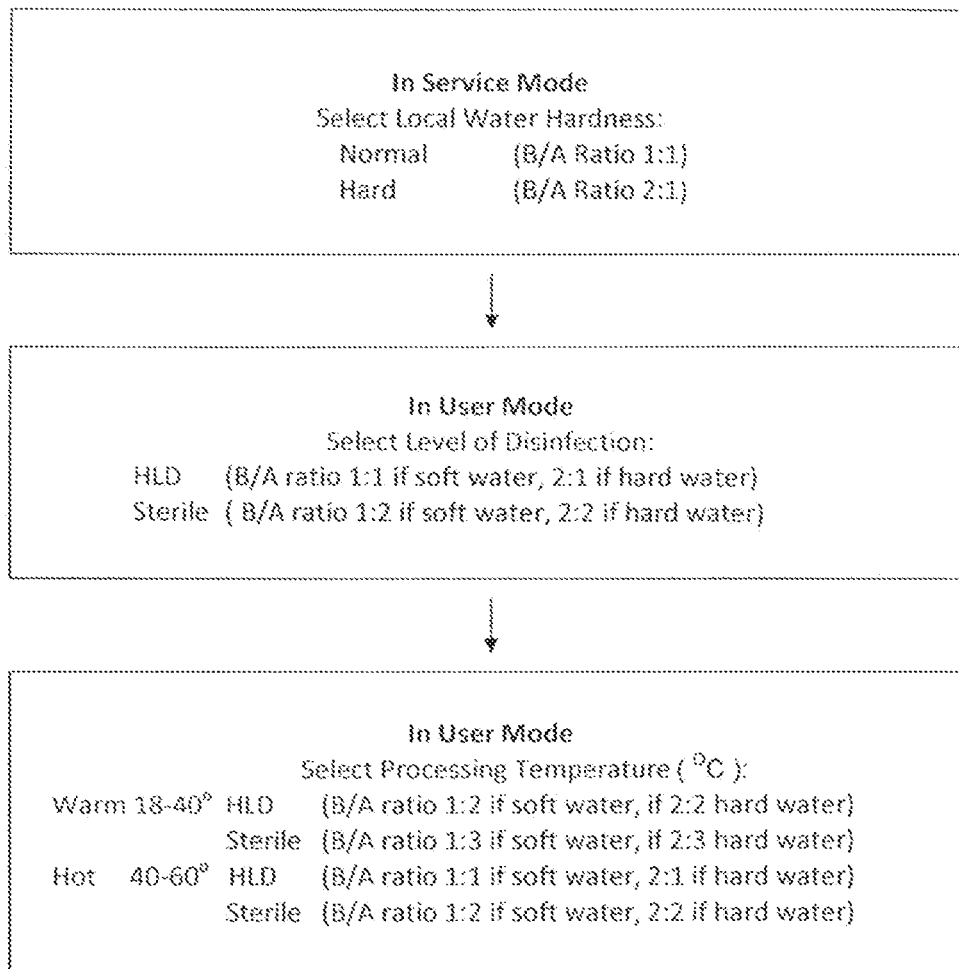 In Service Mode
Select Local Water Hardness:
Normal (B/A Ratio 1:1)
Hard (B/A Ratio 2:1)
In User Mode
Select Level of Disinfection:
HLD (B/A ratio 1:1 if soft water, 2:1 if hard water)
Sterile ( B/A ratio 1:2 if soft water, 2:2 if hard water)
In User Mode
Select Processing Temperature ( ⁰C ):
Warm 18-40⁰ HLD (B/A ratio 1:2 if soft water, if 2:2 hard water)
Sterile (B/A ratio 1:3 if soft water, if 2:3 hard water)
Hot 40-60⁰ HLD (B/A ratio 1:1 if soft water, 2:1 if hard water)
Sterile (B/A ratio 1:2 if soft water, 2:2 if hard water)